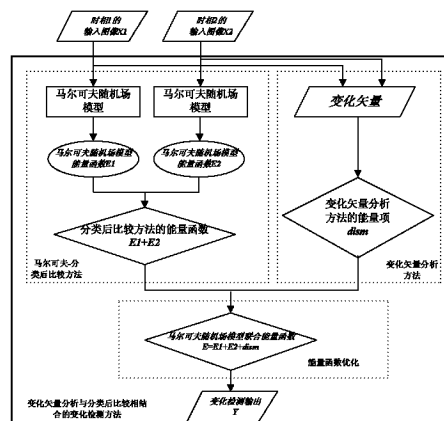 时相1的
输入图像X1
时相2的
输入图像X2
马尔可夫随机场
模型
马尔可夫随机场
模型
变化矢量
马尔可夫随机场模型
能量函数E1
马尔可夫随机场模型
能量函数E2
分类后比较方法的能量函数
E1+E2
变化矢量分析
方法的能量项
dism
马尔可夫-分
类后比较方法
变化矢量分析
方法
马尔可夫随机场模型联合能量函数
E=E1+E2+dism
能量函数优化
变化检测输出
Y
变化矢量分析与分类后比较相结
合的变化检测方法